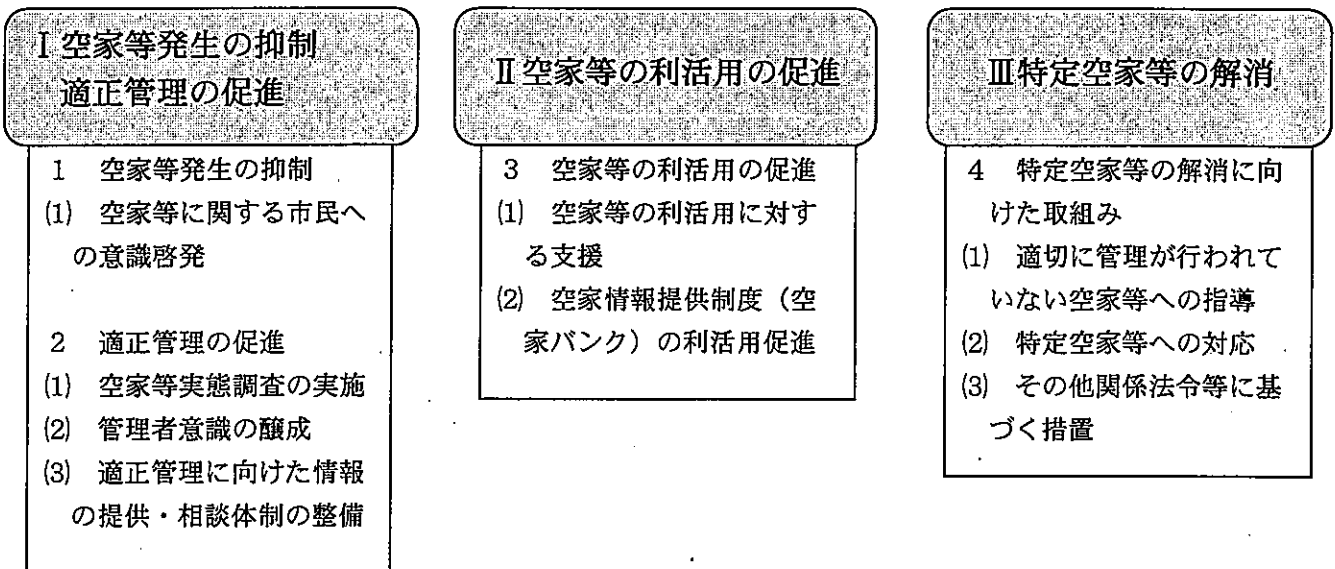 Ⅰ空家等発生の抑制
適正管理の促進
1 空家等発生の抑制
(1) 空家等に関する市民へ
の意識啓発
2 適正管理の促進
(1) 空家等実態調査の実施
(2) 管理者意識の醸成
(3) 適正管理に向けた情報
の提供・相談体制の整備
Ⅱ空家等の利活用の促進
3 空家等の利活用の促進
(1) 空家等の利活用に対す
る支援
(2) 空家情報提供制度（空
家バンク）の利活用促進
Ⅲ特定空家等の解消
4 特定空家等の解消に向
けた取組み
(1) 適切に管理が行われて
いない空家等への指導
(2) 特定空家等への対応
(3) その他関係法令等に基
づく措置